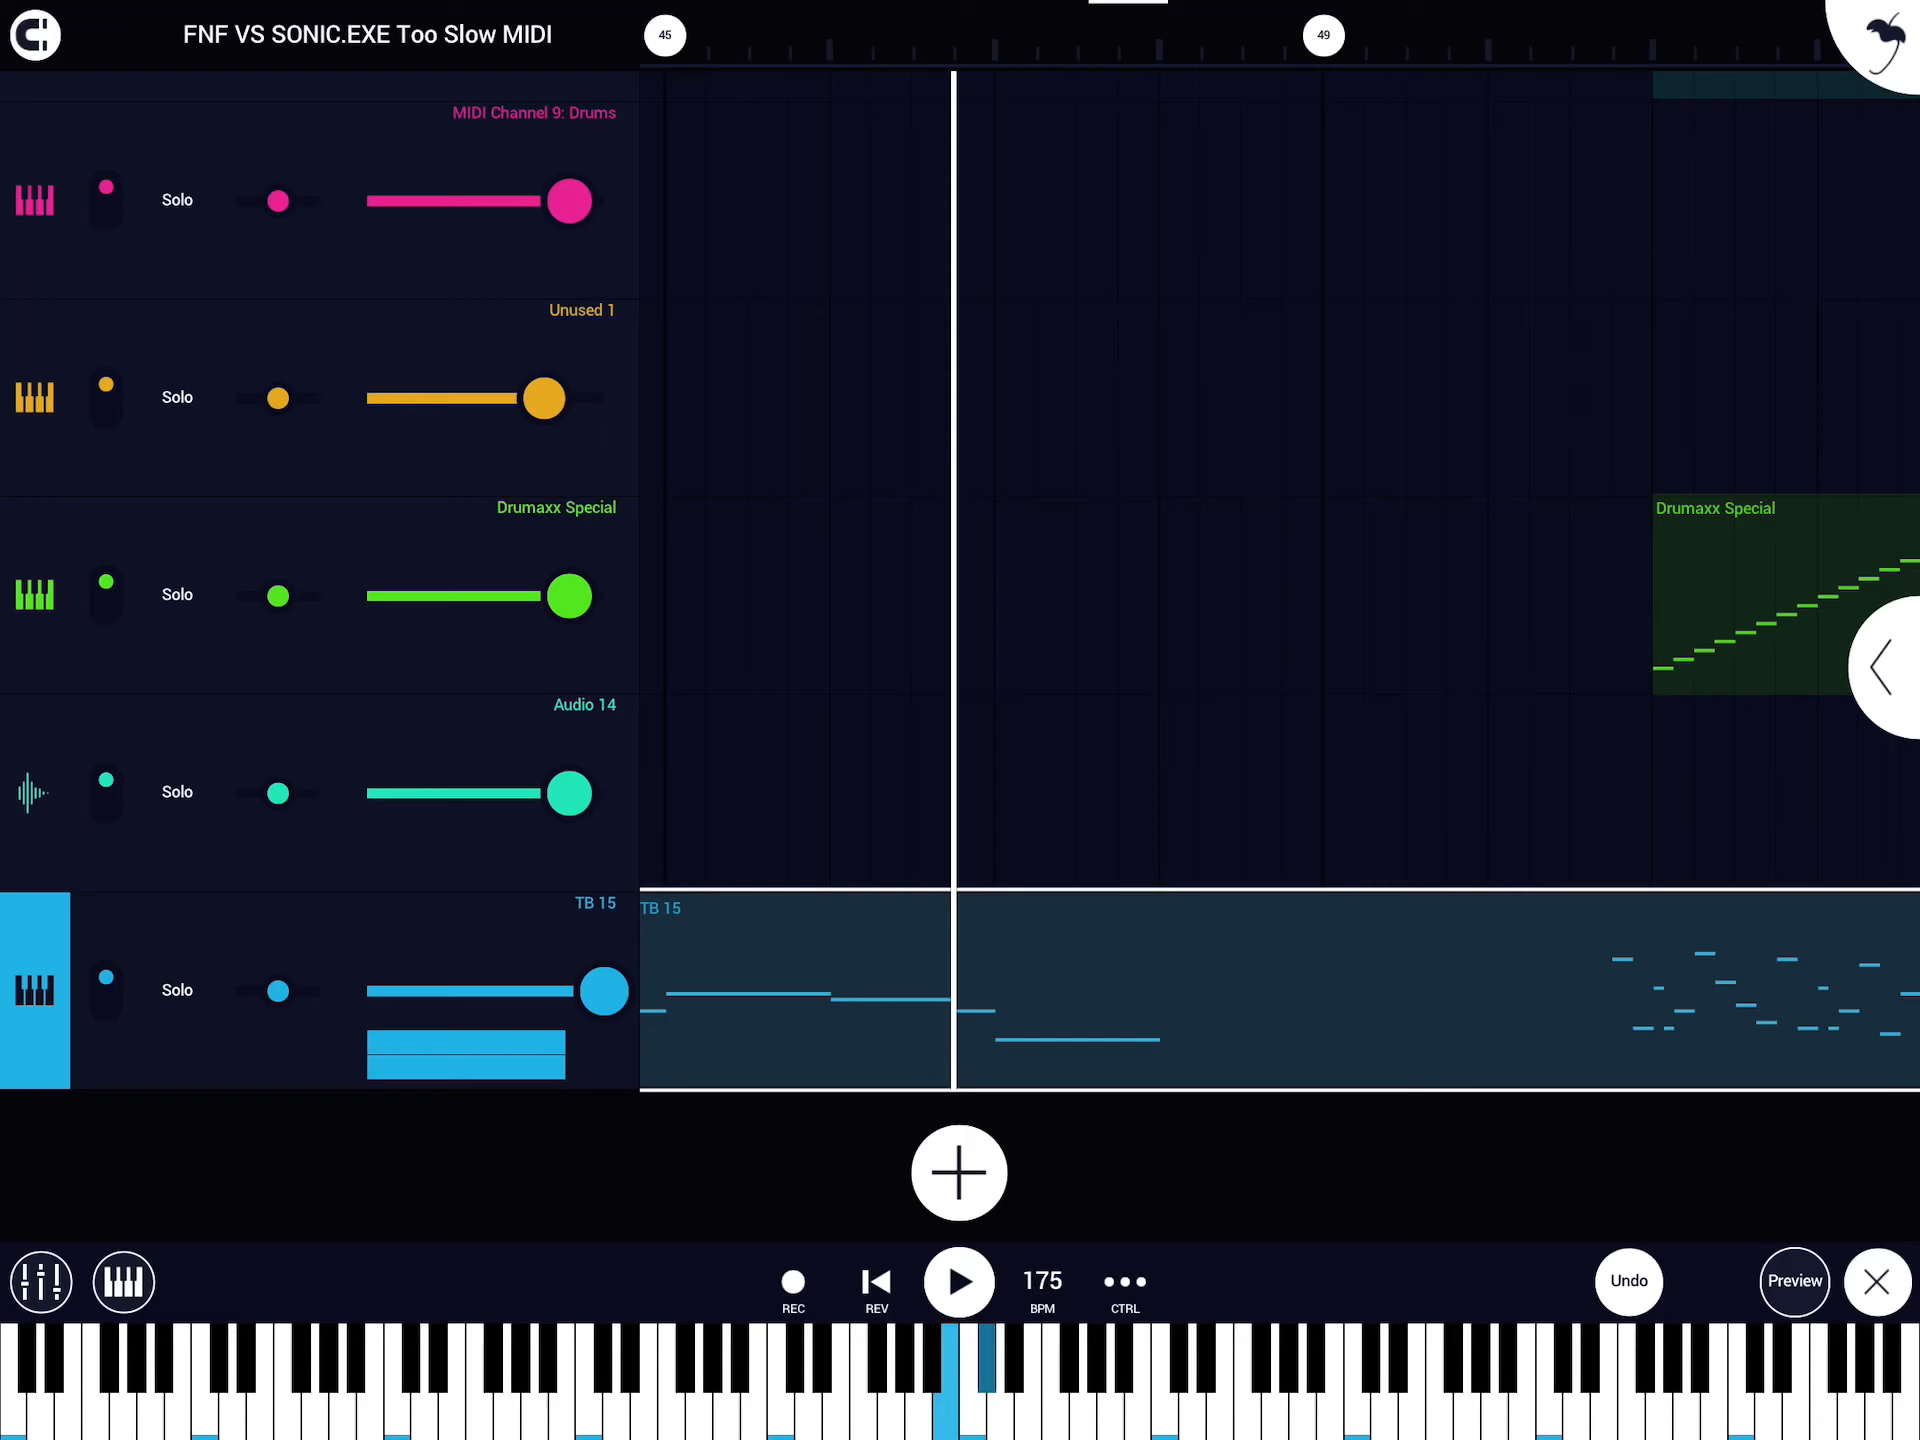 FNF VS SONIC.EXE Too Slow MIDI
45
49
MIDI Channel 9: Drums
Solo
Unused 1
Solo
Drumaxx Special
Drumaxx Special
Solo
Audio 14
Solo
TB 15
TB 15
Solo
175
Undo
Preview
REC
REV
BPM
CTRL